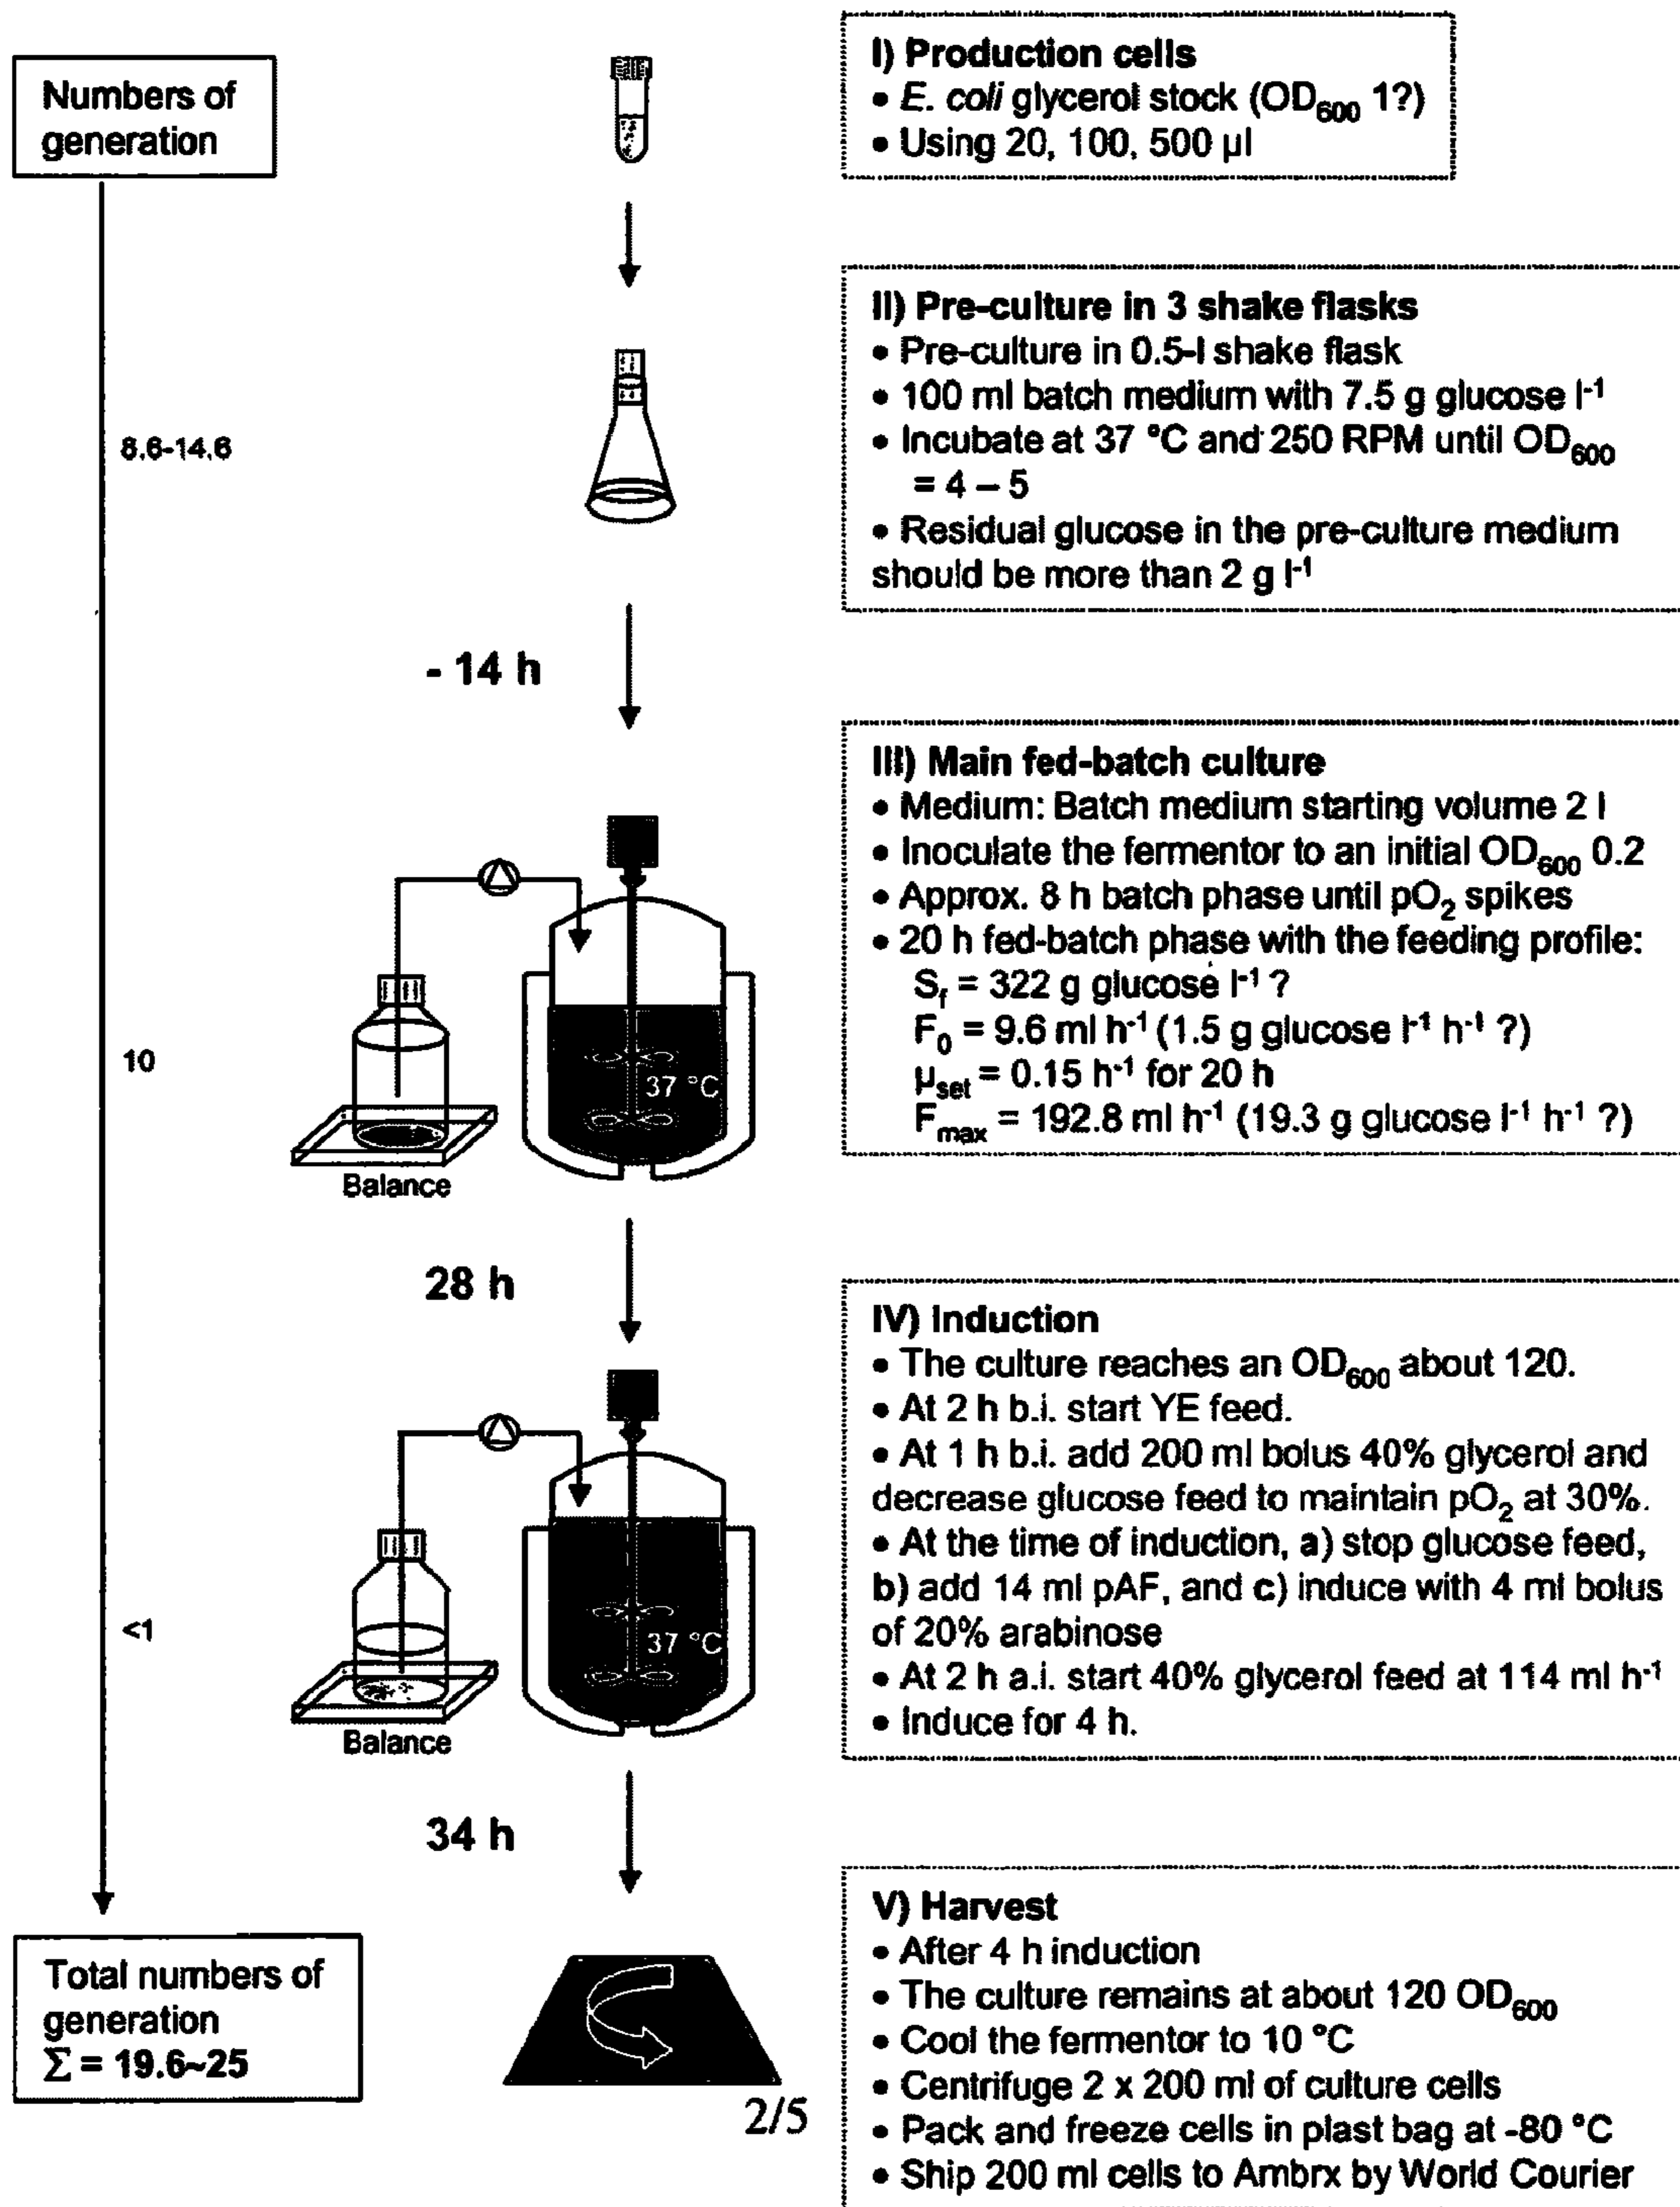 Numbers of
generation
8.6-14.6
10
<1
Total numbers of
generation
Σ = 19.6~25
- 14 h
37 °C
Balance
28 h
37 °C
Balance
34 h
2/5
I) Production cells
• E. coli glycerol stock (OD600 1?)
• Using 20, 100, 500 µl
II) Pre-culture in 3 shake flasks
• Pre-culture in 0.5-l shake flask
• 100 ml batch medium with 7.5 g glucose l-1
• Incubate at 37 °C and 250 RPM until OD600
= 4 – 5
• Residual glucose in the pre-culture medium
should be more than 2 g l-1
III) Main fed-batch culture
• Medium: Batch medium starting volume 2 l
• Inoculate the fermentor to an initial OD600 0.2
• Approx. 8 h batch phase until pO2 spikes
• 20 h fed-batch phase with the feeding profile:
Sf = 322 g glucose l-1 ?
F0 = 9.6 ml h-1 (1.5 g glucose l-1 h-1 ?)
µset = 0.15 h-1 for 20 h
Fmax = 192.8 ml h-1 (19.3 g glucose l-1 h-1 ?)
IV) Induction
• The culture reaches an OD600 about 120.
• At 2 h b.i. start YE feed.
• At 1 h b.i. add 200 ml bolus 40% glycerol and
decrease glucose feed to maintain pO2 at 30%.
• At the time of induction, a) stop glucose feed,
b) add 14 ml pAF, and c) induce with 4 ml bolus
of 20% arabinose
• At 2 h a.i. start 40% glycerol feed at 114 ml h-1
• Induce for 4 h.
V) Harvest
• After 4 h induction
• The culture remains at about 120 OD600
• Cool the fermentor to 10 °C
• Centrifuge 2 x 200 ml of culture cells
• Pack and freeze cells in plast bag at -80 °C
• Ship 200 ml cells to Ambrx by World Courier